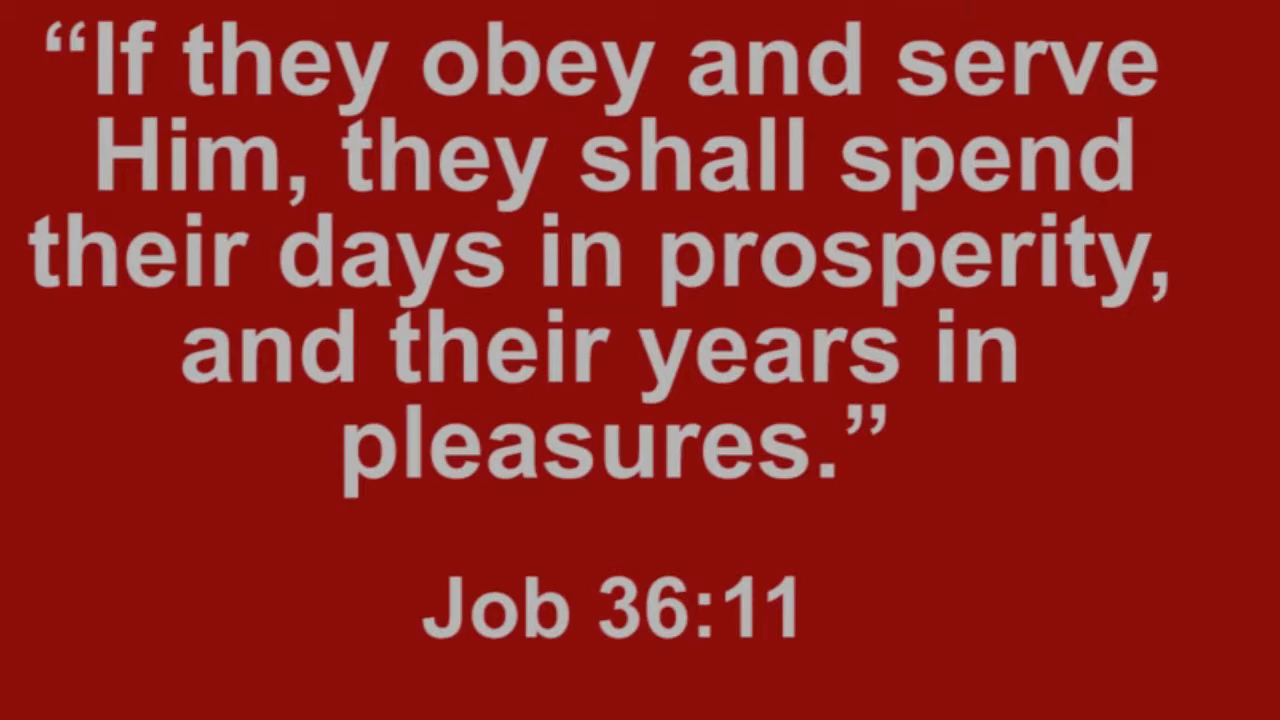 “If they obey and serve
Him, they shall spend
their days in prosperity,
and their years in
pleasures.”
Job 36:11